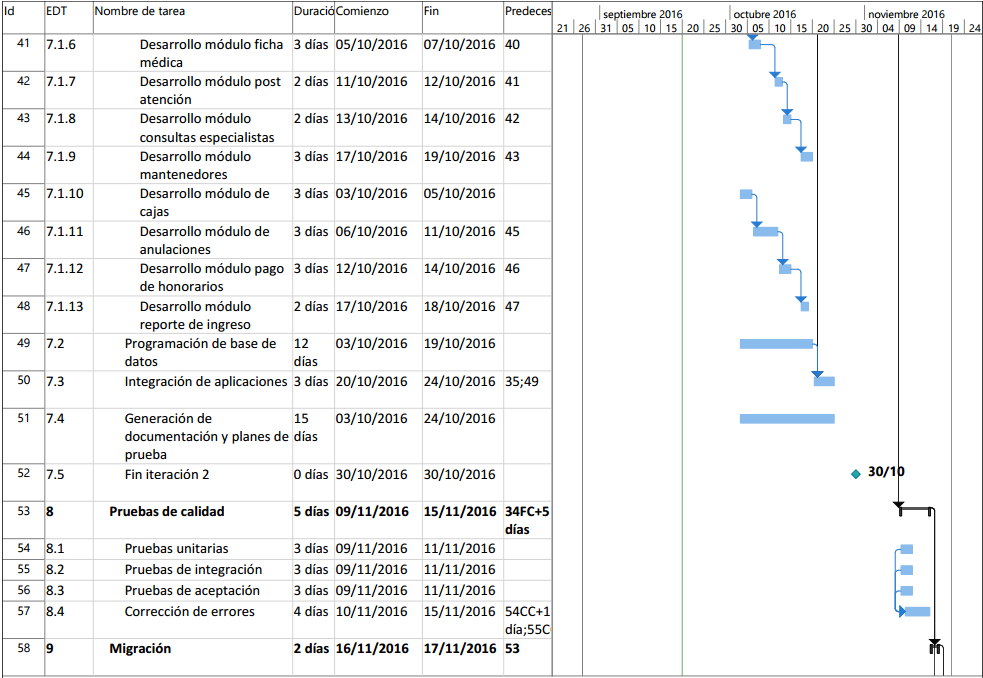 Id EDT Nombre de tarea Duració Comienzo Fin Predeces
septiembre 2016 octubre 2016 noviembre 2016
21 26 31 05 10 15 20 25 30 05 10 15 20 25 30 04 09 14 19 24
41 7.1.6 Desarrollo módulo ficha 3 días 05/10/2016 07/10/2016 40
médica
42 7.1.7 Desarrollo módulo post 2 días 11/10/2016 12/10/2016 41
atención
43 7.1.8 Desarrollo módulo 2 días 13/10/2016 14/10/2016 42
consultas especialistas
44 7.1.9 Desarrollo módulo 3 días 17/10/2016 19/10/2016 43
mantenedores
45 7.1.10 Desarrollo módulo de 3 días 03/10/2016 05/10/2016
cajas
46 7.1.11 Desarrollo módulo de 3 días 06/10/2016 11/10/2016 45
anulaciones
47 7.1.12 Desarrollo módulo pago 3 días 12/10/2016 14/10/2016 46
de honorarios
48 7.1.13 Desarrollo módulo 2 días 17/10/2016 18/10/2016 47
reporte de ingreso
49 7.2 Programación de base de 12 03/10/2016 19/10/2016
datos días
50 7.3 Integración de aplicaciones 3 días 20/10/2016 24/10/2016 35;49
51 7.4 Generación de 15 03/10/2016 24/10/2016
documentación y planes de días
prueba
52 7.5 Fin iteración 2 0 días 30/10/2016 30/10/2016 30/10
53 8 Pruebas de calidad 5 días 09/11/2016 15/11/2016 34FC+5
días
54 8.1 Pruebas unitarias 3 días 09/11/2016 11/11/2016
55 8.2 Pruebas de integración 3 días 09/11/2016 11/11/2016
56 8.3 Pruebas de aceptación 3 días 09/11/2016 11/11/2016
57 8.4 Corrección de errores 4 días 10/11/2016 15/11/2016 54CC+1
día;55C
58 9 Migración 2 días 16/11/2016 17/11/2016 53